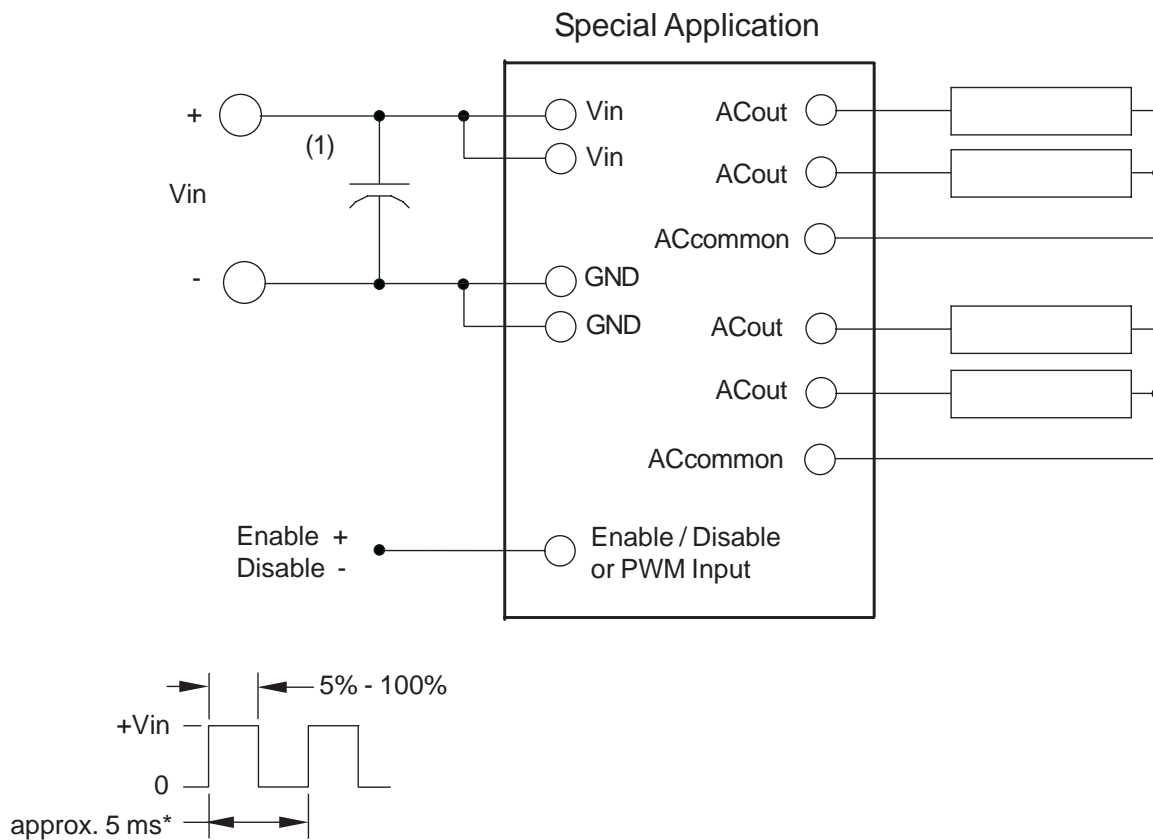 Special Application
+
(1)
Vin
-
Vin
Vin
GND
GND
ACout
ACout
ACcommon
ACout
ACout
ACcommon
Enable +
Disable -
Enable / Disable
or PWM Input
5% - 100%
+Vin
0
approx. 5 ms*